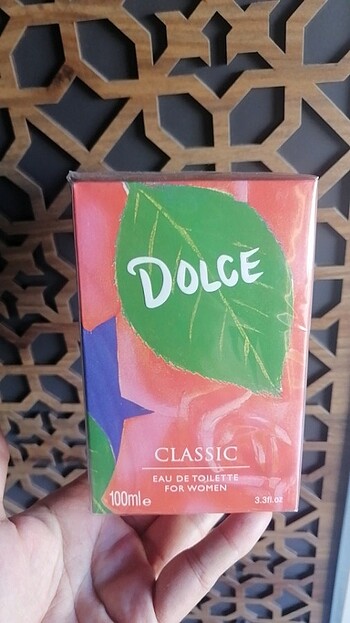 DOLCE
CLASSIC
EAU DE TOILETTE
FOR WOMEN
100ml e
3.3fl.oz